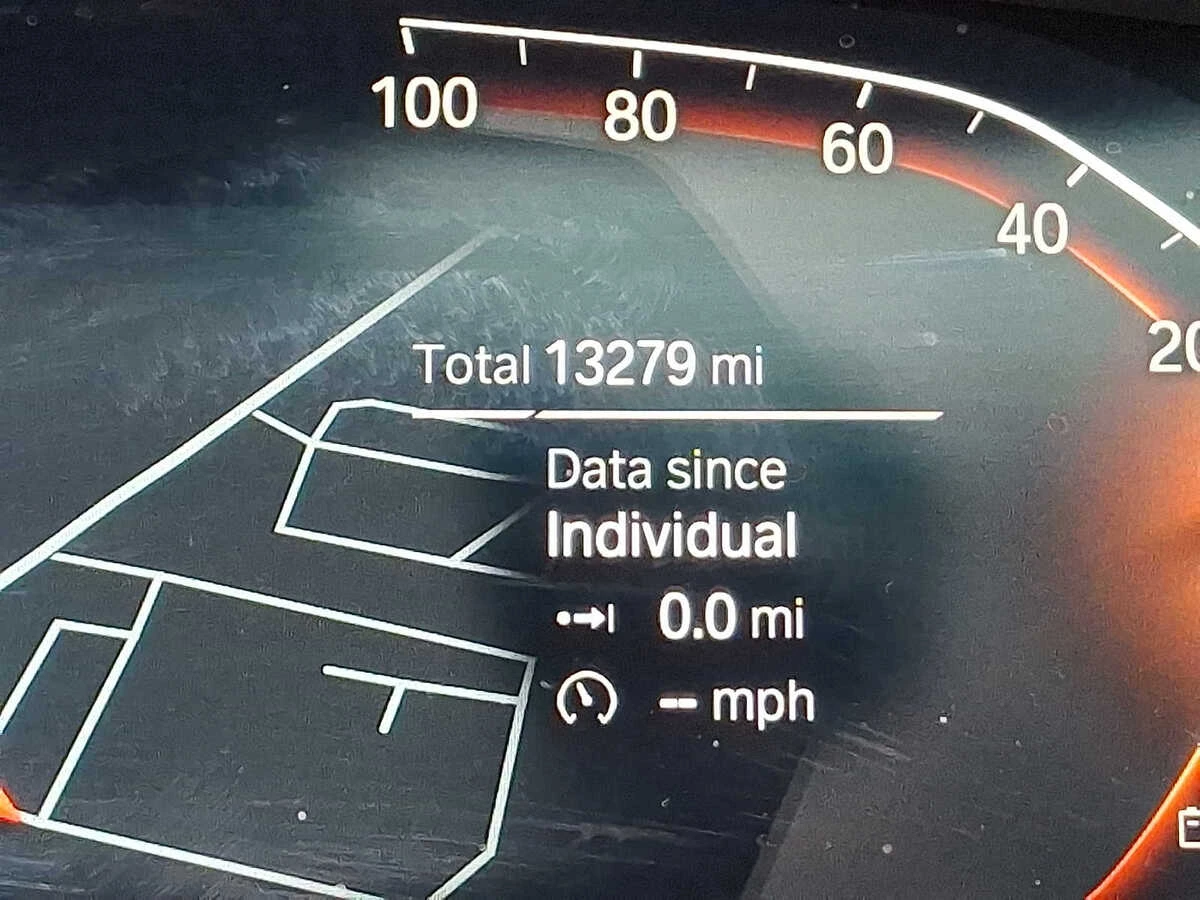 100
80
60
40
20
Total 13279 mi
Data since
Individual
0.0 mi
-- mph